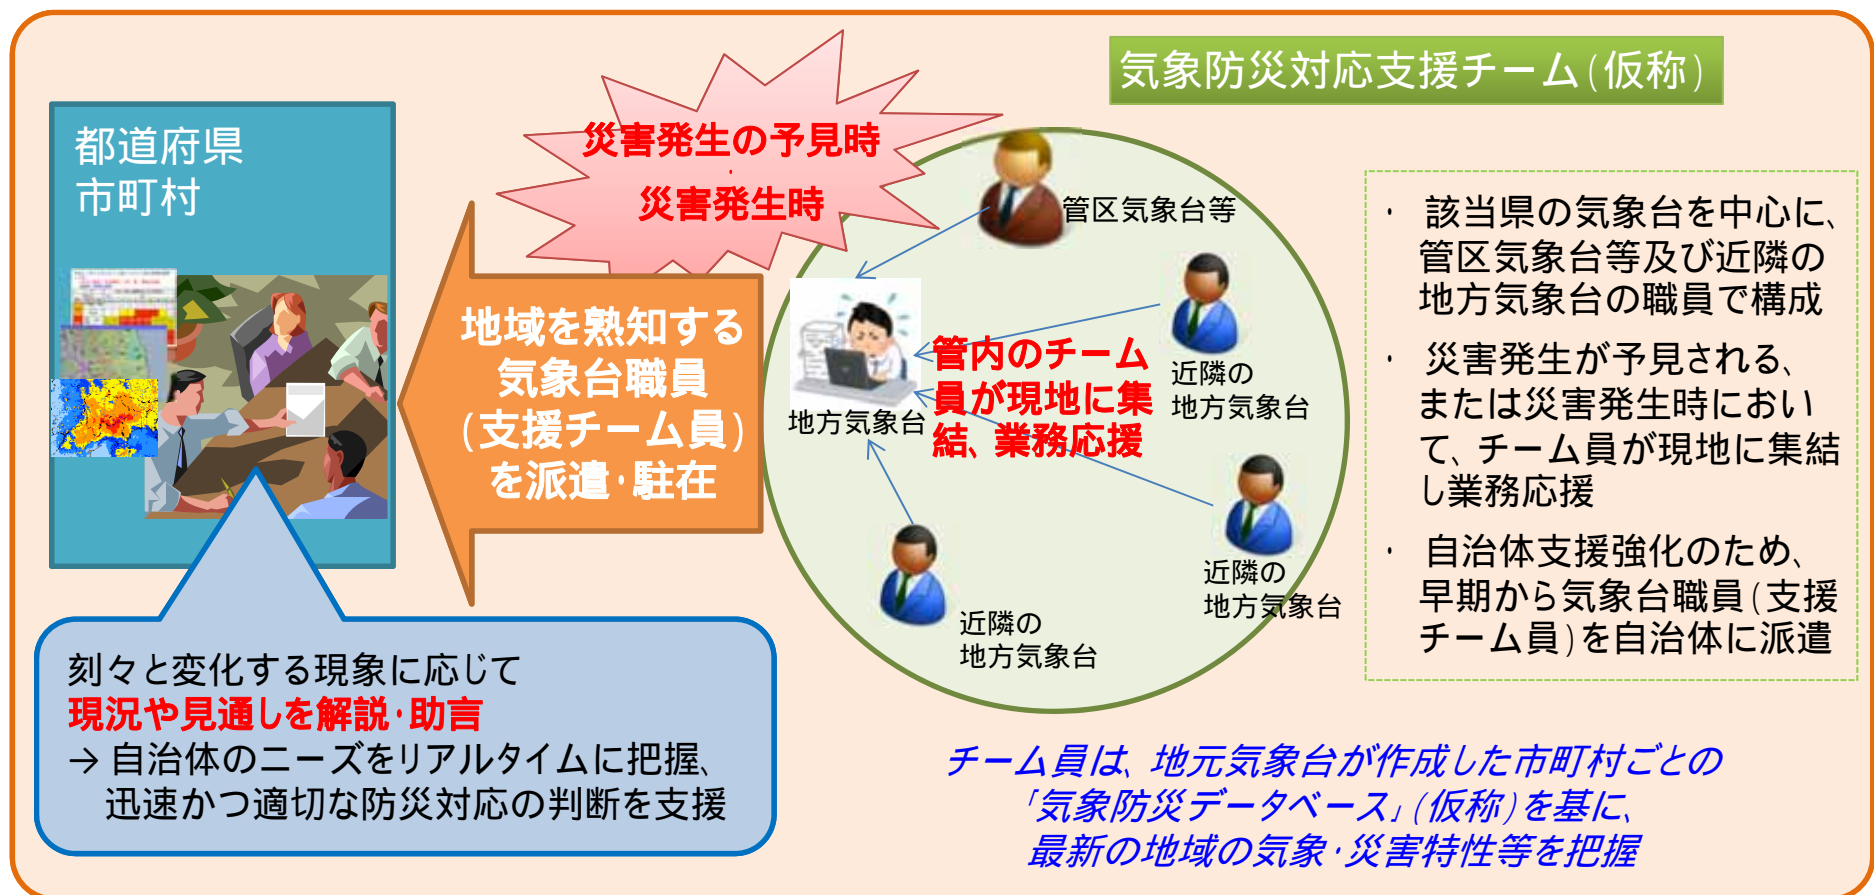 気象防災対応支援チーム(仮称)
都道府県
市町村
災害発生の予見時
・
災害発生時
地域を熟知する
気象台職員
(支援チーム員)
を派遣・駐在
管区気象台等
近隣の
地方気象台
地方気象台
管内のチーム
員が現地に集
結、業務応援
近隣の
地方気象台
近隣の
地方気象台
・ 該当県の気象台を中心に、
管区気象台等及び近隣の
地方気象台の職員で構成
・ 災害発生が予見される、
または災害発生時におい
て、チーム員が現地に集結
し業務応援
・ 自治体支援強化のため、
早期から気象台職員(支援
チーム員)を自治体に派遣
刻々と変化する現象に応じて
現況や見通しを解説・助言
→ 自治体のニーズをリアルタイムに把握、
迅速かつ適切な防災対応の判断を支援
チーム員は、地元気象台が作成した市町村ごとの
「気象防災データベース」(仮称)を基に、
最新の地域の気象・災害特性等を把握